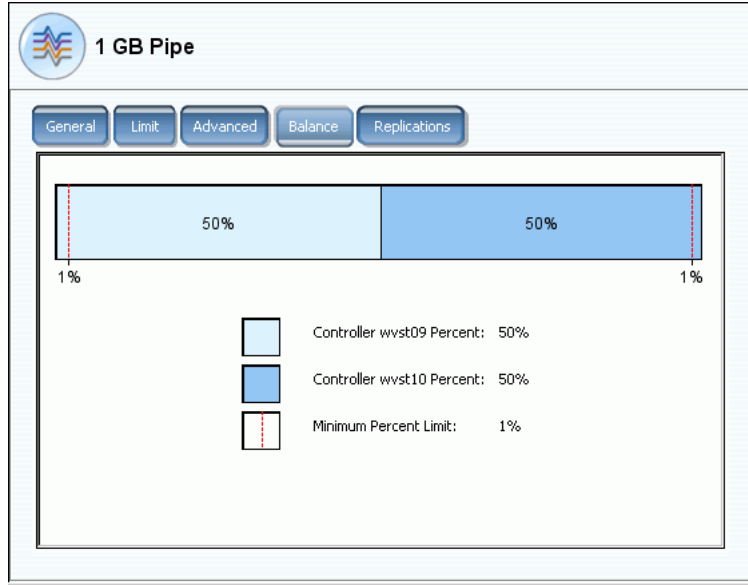 1 GB Pipe
General Limit Advanced Balance Replications
50% 50%
1% 1%
Controller wvst09 Percent: 50%
Controller wvst10 Percent: 50%
Minimum Percent Limit: 1%